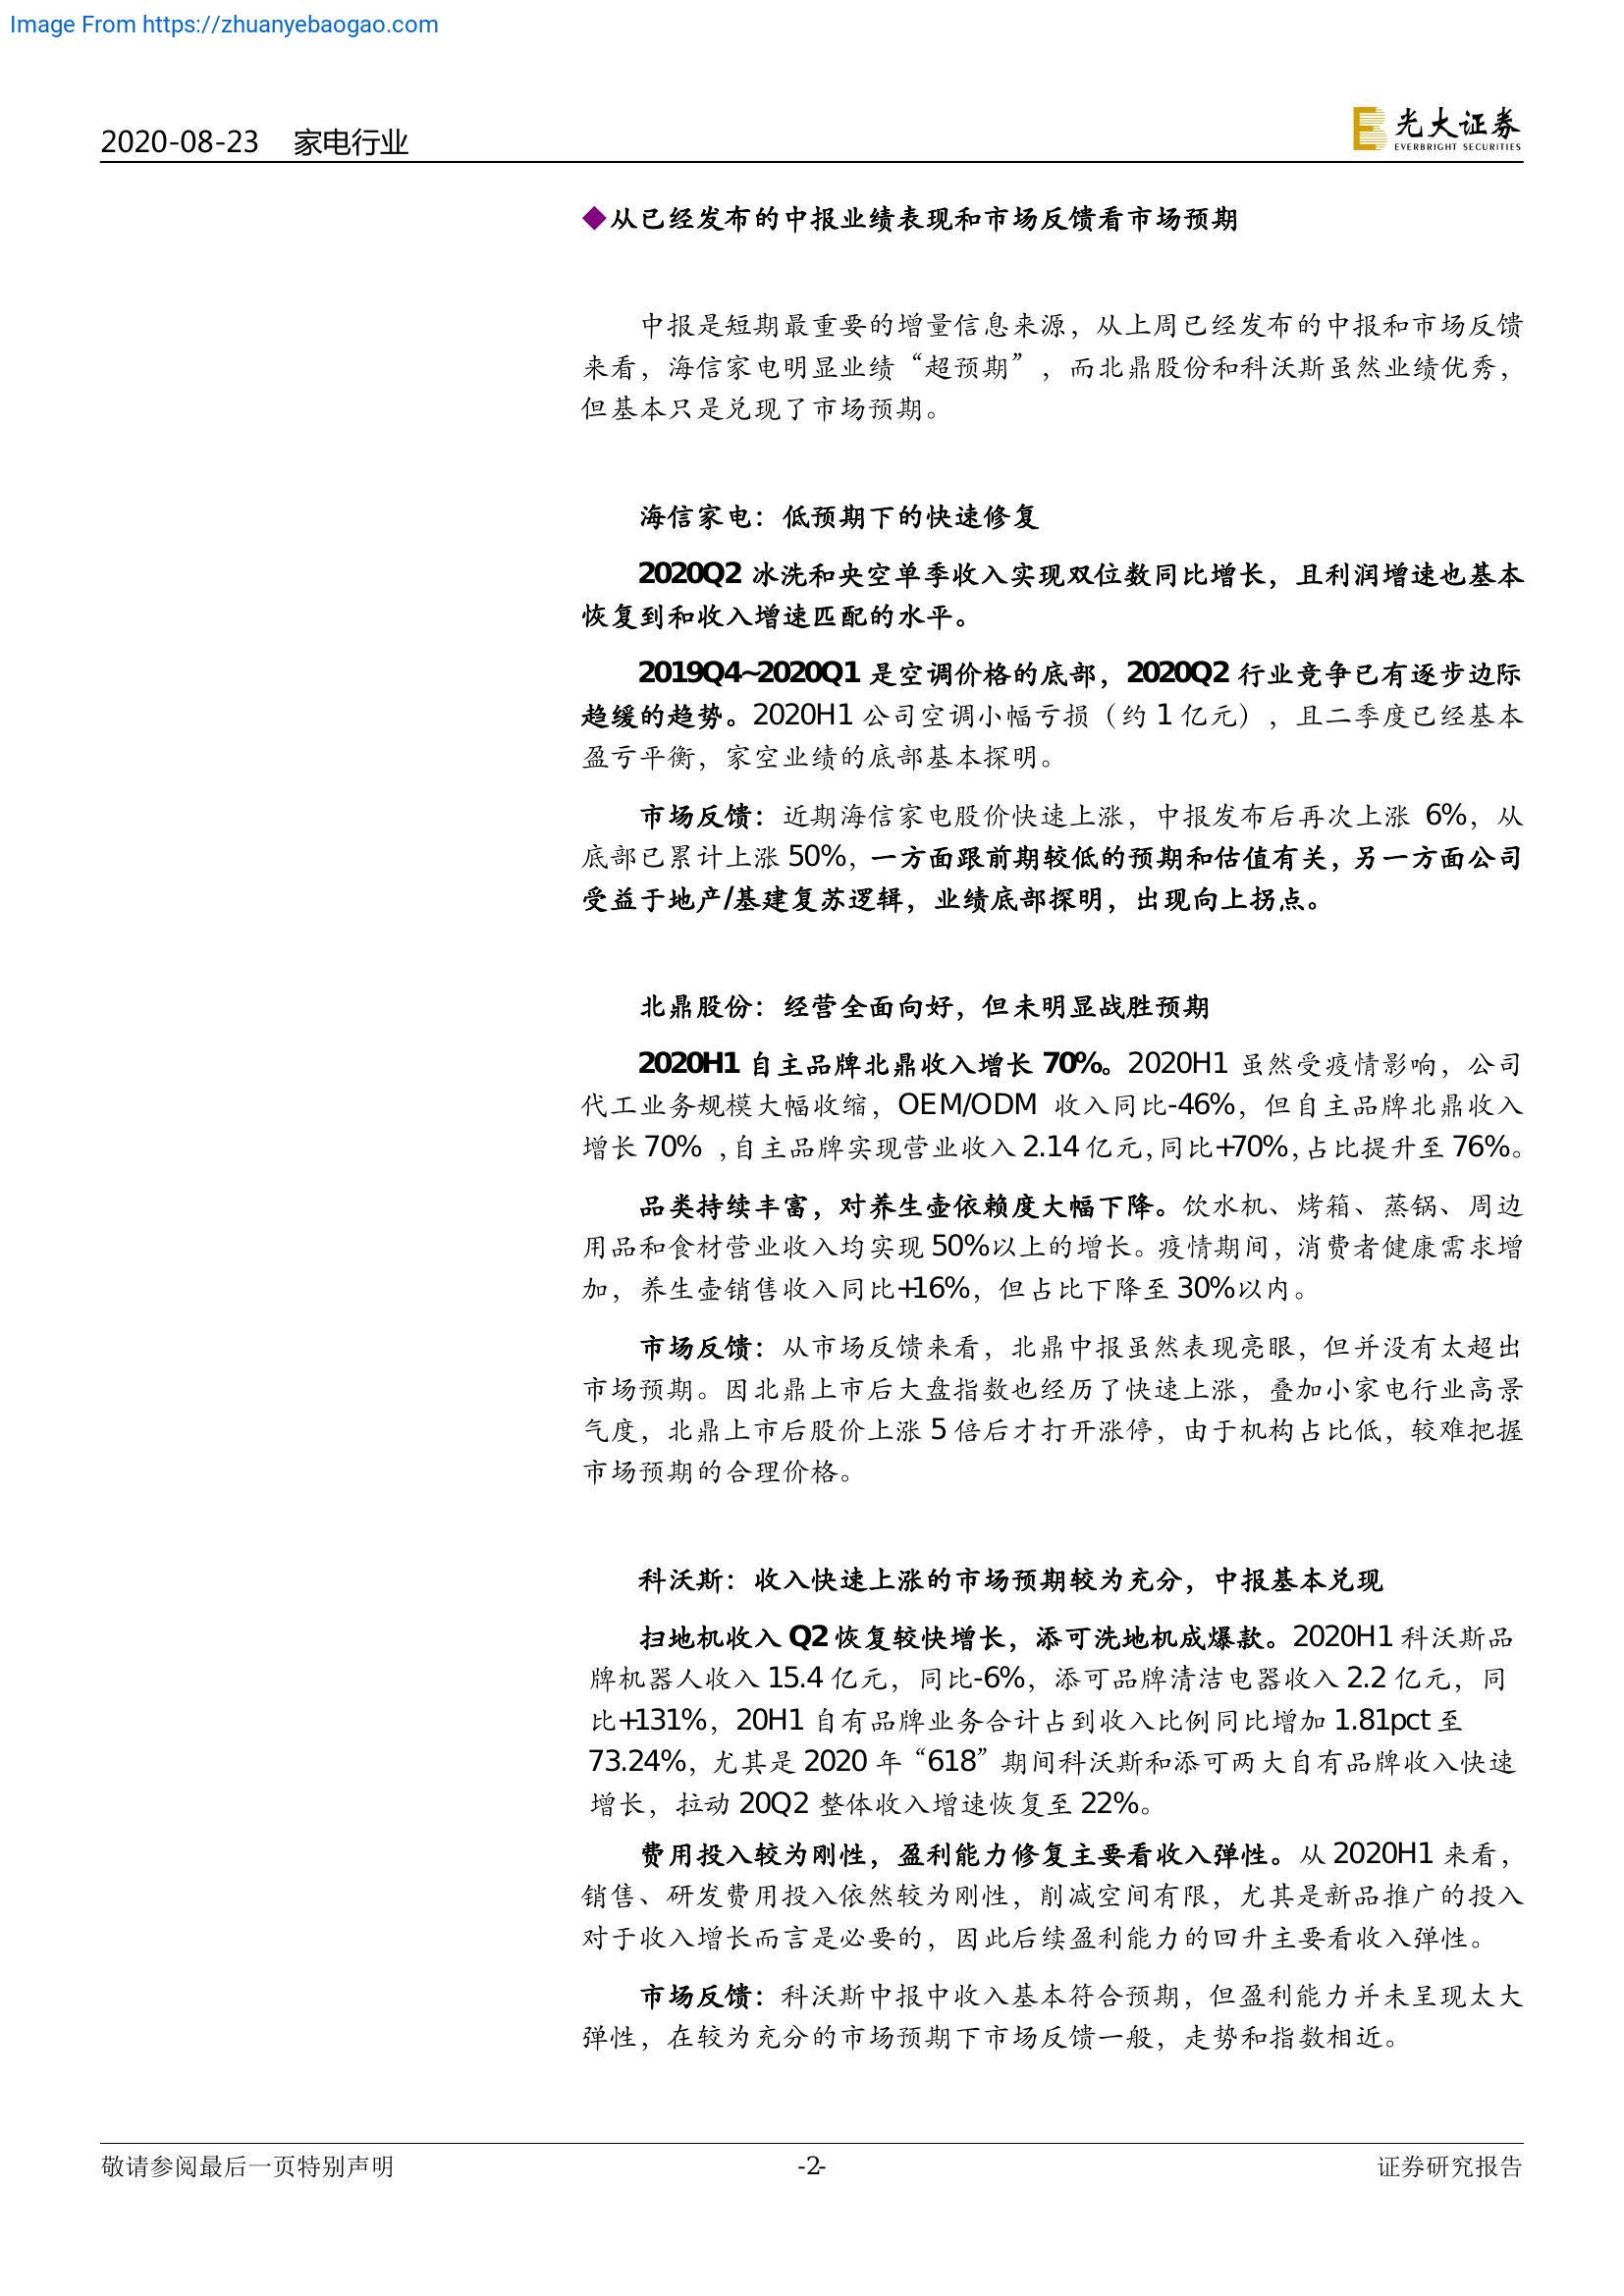 Image From https://zhuanyebaogao.com
2020-08-23 家电行业
光大证券
EVERBRIGHT SECURITIES
◆从已经发布的中报业绩表现和市场反馈看市场预期
中报是短期最重要的增量信息来源，从上周已经发布的中报和市场反馈
来看，海信家电明显业绩“超预期”，而北鼎股份和科沃斯虽然业绩优秀，
但基本只是兑现了市场预期。
海信家电：低预期下的快速修复
2020Q2 冰洗和央空单季收入实现双位数同比增长，且利润增速也基本
恢复到和收入增速匹配的水平。
2019Q4~2020Q1 是空调价格的底部，2020Q2 行业竞争已有逐步边际
趋缓的趋势。2020H1 公司空调小幅亏损（约 1 亿元），且二季度已经基本
盈亏平衡，家空业绩的底部基本探明。
市场反馈：近期海信家电股价快速上涨，中报发布后再次上涨 6%，从
底部已累计上涨 50%，一方面跟前期较低的预期和估值有关，另一方面公司
受益于地产/基建复苏逻辑，业绩底部探明，出现向上拐点。
北鼎股份：经营全面向好，但未明显战胜预期
2020H1 自主品牌北鼎收入增长 70%。2020H1 虽然受疫情影响，公司
代工业务规模大幅收缩，OEM/ODM 收入同比-46%，但自主品牌北鼎收入
增长 70% ，自主品牌实现营业收入 2.14 亿元，同比+70%，占比提升至 76%。
品类持续丰富，对养生壶依赖度大幅下降。饮水机、烤箱、蒸锅、周边
用品和食材营业收入均实现 50%以上的增长。疫情期间，消费者健康需求增
加，养生壶销售收入同比+16%，但占比下降至 30%以内。
市场反馈：从市场反馈来看，北鼎中报虽然表现亮眼，但并没有太超出
市场预期。因北鼎上市后大盘指数也经历了快速上涨，叠加小家电行业高景
气度，北鼎上市后股价上涨 5 倍后才打开涨停，由于机构占比低，较难把握
市场预期的合理价格。
科沃斯：收入快速上涨的市场预期较为充分，中报基本兑现
扫地机收入 Q2 恢复较快增长，添可洗地机成爆款。2020H1 科沃斯品
牌机器人收入 15.4 亿元，同比-6%，添可品牌清洁电器收入 2.2 亿元，同
比+131%，20H1 自有品牌业务合计占到收入比例同比增加 1.81pct 至
73.24%，尤其是 2020 年“618”期间科沃斯和添可两大自有品牌收入快速
增长，拉动 20Q2 整体收入增速恢复至 22%。
费用投入较为刚性，盈利能力修复主要看收入弹性。从 2020H1 来看，
销售、研发费用投入依然较为刚性，削减空间有限，尤其是新品推广的投入
对于收入增长而言是必要的，因此后续盈利能力的回升主要看收入弹性。
市场反馈：科沃斯中报中收入基本符合预期，但盈利能力并未呈现太大
弹性，在较为充分的市场预期下市场反馈一般，走势和指数相近。
敬请参阅最后一页特别声明
-2-
证券研究报告